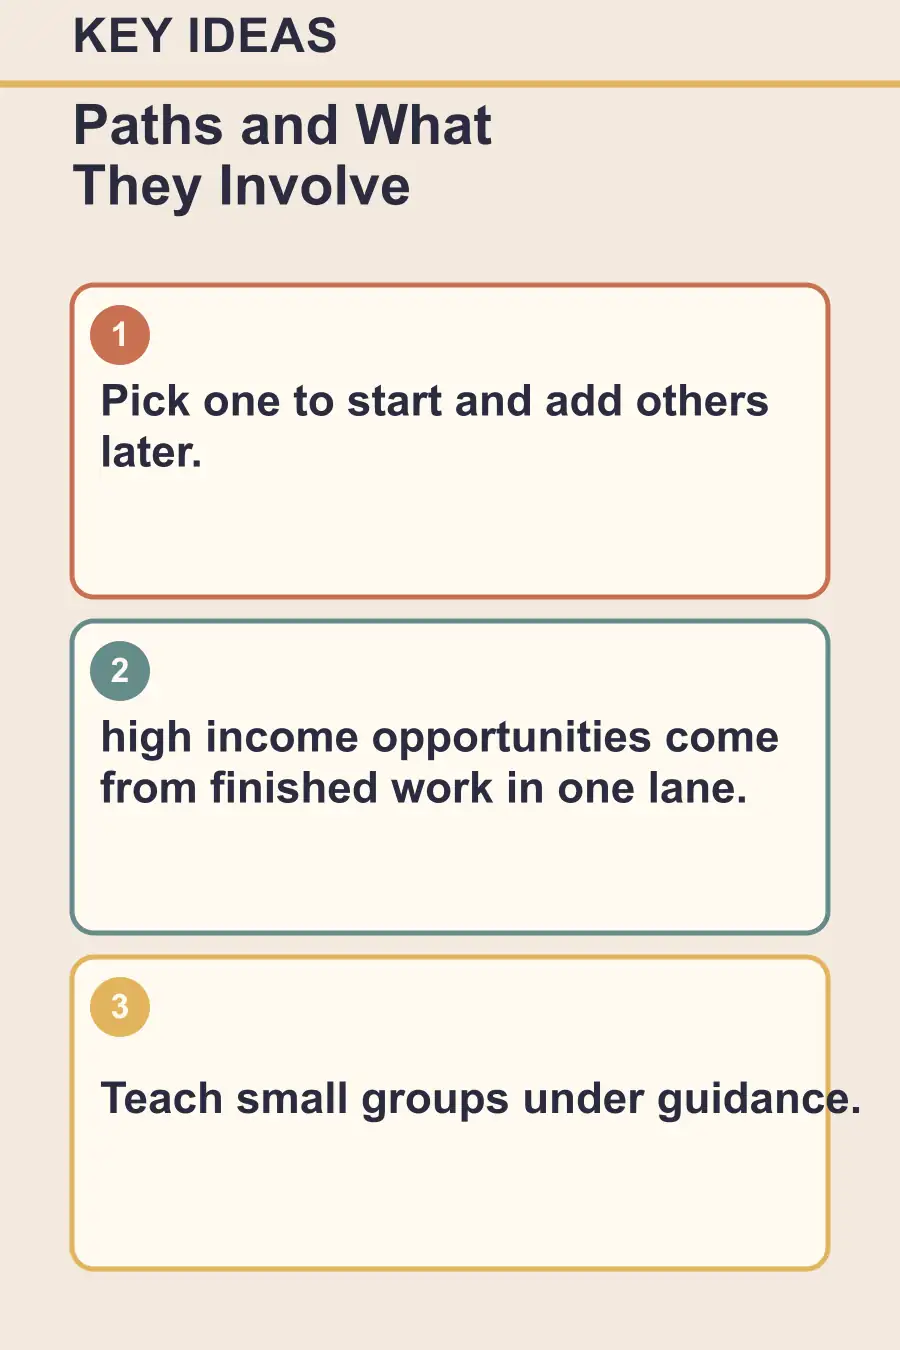 KEY IDEAS
Paths and What
They Involve
1
Pick one to start and add others
later.
2
high income opportunities come
from finished work in one lane.
3
Teach small groups under guidance.